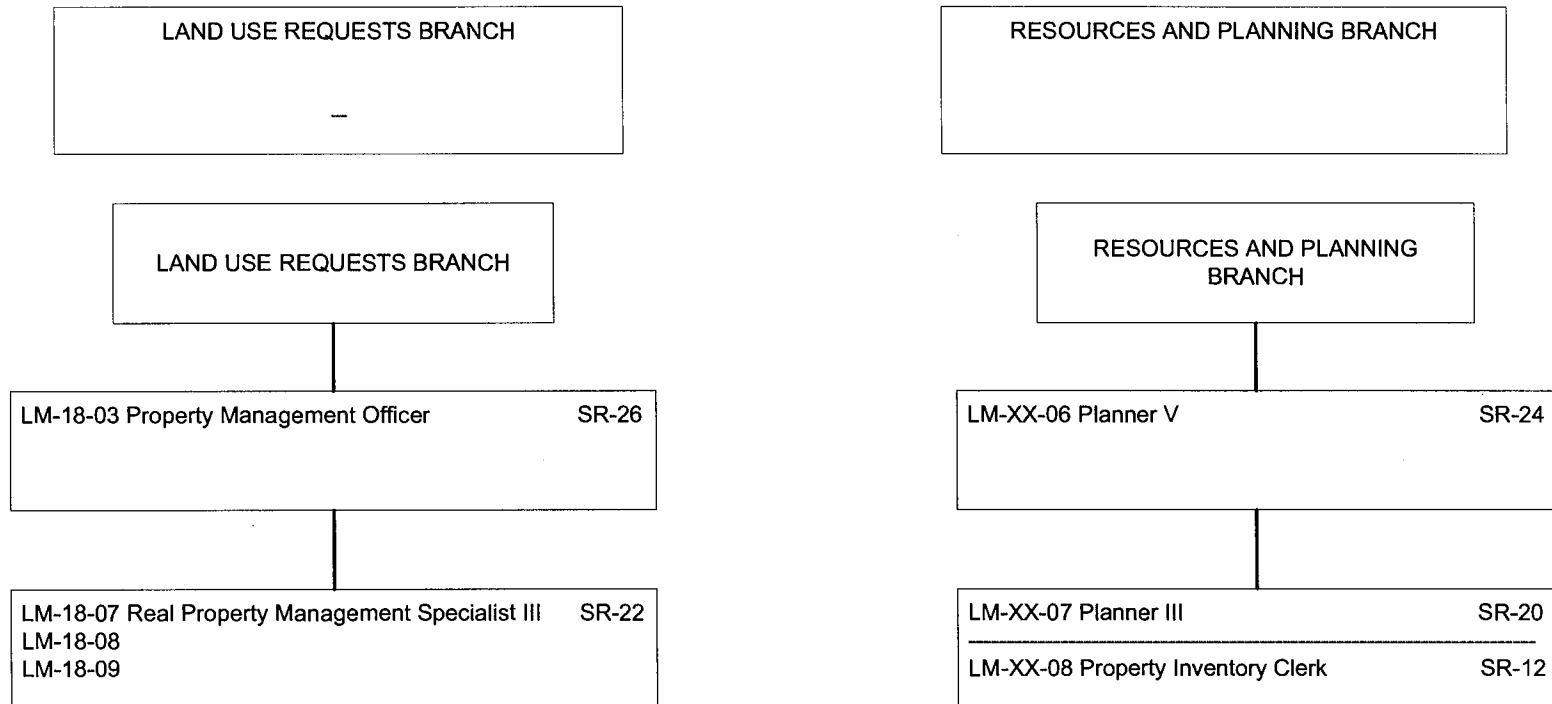 LAND USE REQUESTS BRANCH
–
LAND USE REQUESTS BRANCH
LM-18-03 Property Management Officer SR-26
LM-18-07 Real Property Management Specialist III SR-22
LM-18-08
LM-18-09
RESOURCES AND PLANNING BRANCH
RESOURCES AND PLANNING
BRANCH
LM-XX-06 Planner V SR-24
LM-XX-07 Planner III SR-20
LM-XX-08 Property Inventory Clerk SR-12